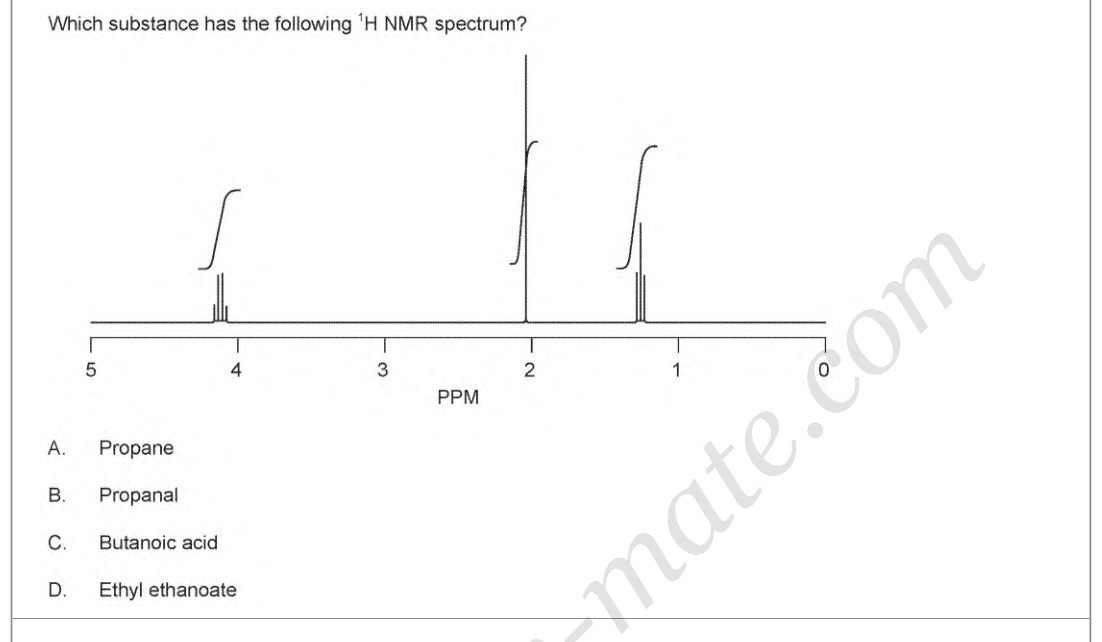 Which substance has the following ¹H NMR spectrum?
5 4 3 2 1 0
PPM
A. Propane
B. Propanal
C. Butanoic acid
D. Ethyl ethanoate
-mate.com